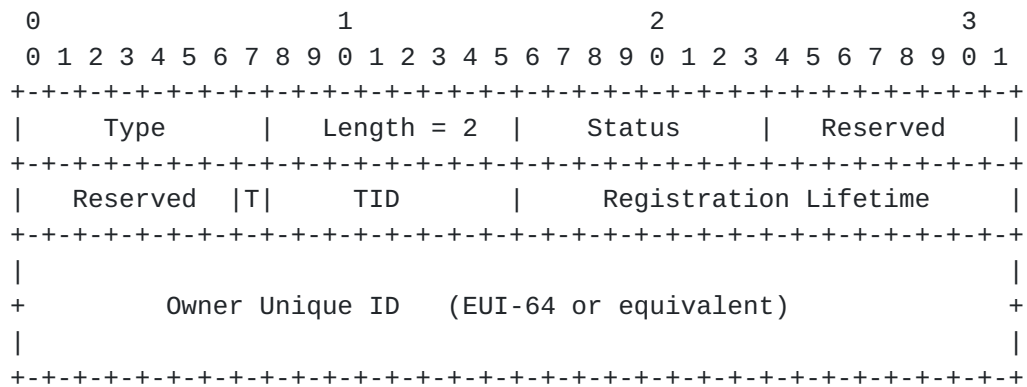 0                   1                   2                   3
 0 1 2 3 4 5 6 7 8 9 0 1 2 3 4 5 6 7 8 9 0 1 2 3 4 5 6 7 8 9 0 1
+-+-+-+-+-+-+-+-+-+-+-+-+-+-+-+-+-+-+-+-+-+-+-+-+-+-+-+-+-+-+-+-+
|     Type      |   Length = 2  |    Status     |   Reserved    |
+-+-+-+-+-+-+-+-+-+-+-+-+-+-+-+-+-+-+-+-+-+-+-+-+-+-+-+-+-+-+-+-+
|   Reserved  |T|     TID       |     Registration Lifetime     |
+-+-+-+-+-+-+-+-+-+-+-+-+-+-+-+-+-+-+-+-+-+-+-+-+-+-+-+-+-+-+-+-+
|                                                               |
+         Owner Unique ID   (EUI-64 or equivalent)              +
|                                                               |
+-+-+-+-+-+-+-+-+-+-+-+-+-+-+-+-+-+-+-+-+-+-+-+-+-+-+-+-+-+-+-+-+